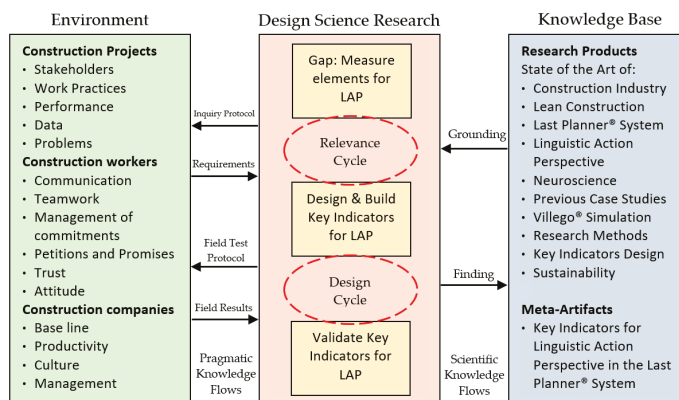 Environment
Construction Projects
• Stakeholders
• Work Practices
• Performance
• Data
• Problems
Construction workers
• Communication
• Teamwork
• Management of
commitments
• Petitions and Promises
• Trust
• Attitude
Construction companies
• Base line
• Productivity
• Culture
• Management
Inquiry Protocol
Requirements
Field Test
Protocol
Field Results
Pragmatic
Knowledge
Flows
Design Science Research
Gap: Measure
elements for
LAP
Relevance
Cycle
Design & Build
Key Indicators
for LAP
Design
Cycle
Validate Key
Indicators for
LAP
Grounding
Finding
Scientific
Knowledge
Flows
Knowledge Base
Research Products
State of the Art of:
• Construction Industry
• Lean Construction
• Last Planner® System
• Linguistic Action
Perspective
• Neuroscience
• Previous Case Studies
• Villego® Simulation
• Research Methods
• Key Indicators Design
• Sustainability
Meta-Artifacts
• Key Indicators for
Linguistic Action
Perspective in the Last
Planner® System